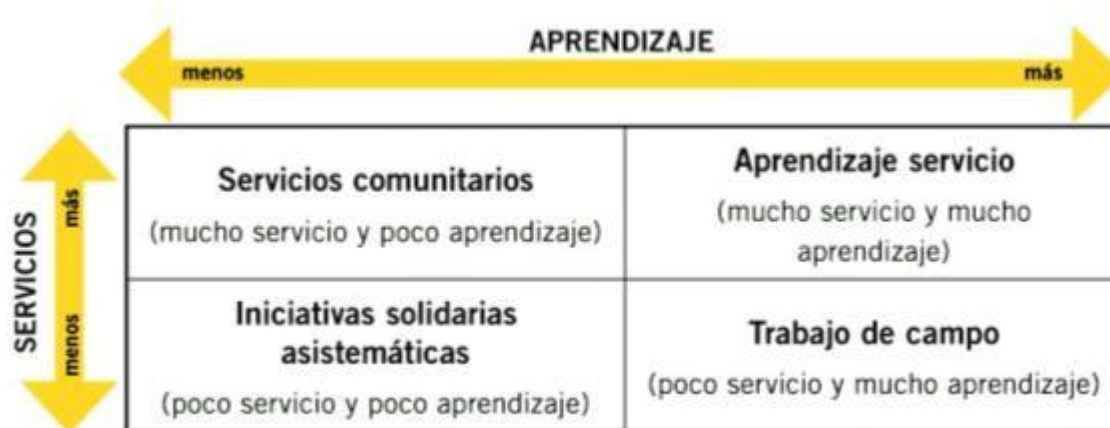 APRENDIZAJE
menos
más
SERVICIOS
más
menos
Servicios comunitarios
(mucho servicio y poco aprendizaje)
Aprendizaje servicio
(mucho servicio y mucho
aprendizaje)
Iniciativas solidarias
asistemáticas
(poco servicio y poco aprendizaje)
Trabajo de campo
(poco servicio y mucho aprendizaje)